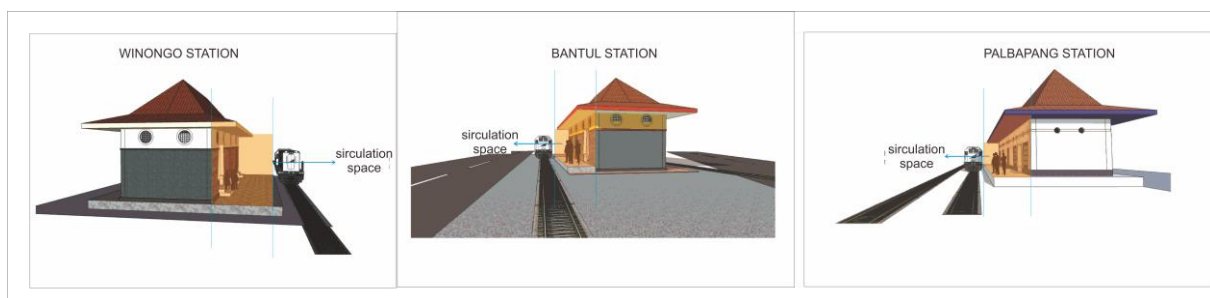 WINONGO STATION
sirculation
space
BANTUL STATION
sirculation
space
PALBAPANG STATION
sirculation
space